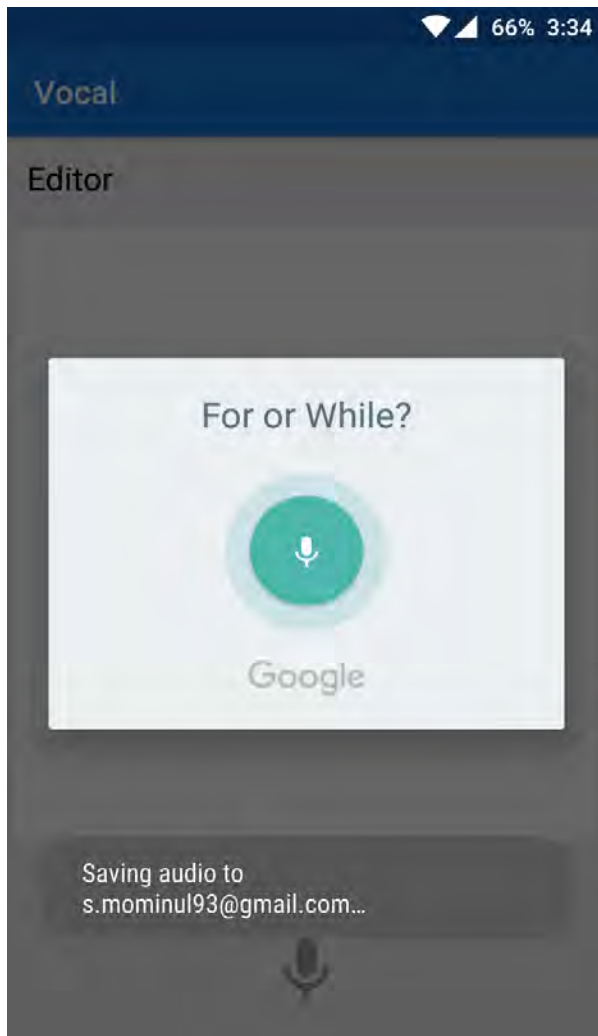 66% 3:34
Vocal
Editor
For or While?
Google
Saving audio to
s.mominul93@gmail.com…